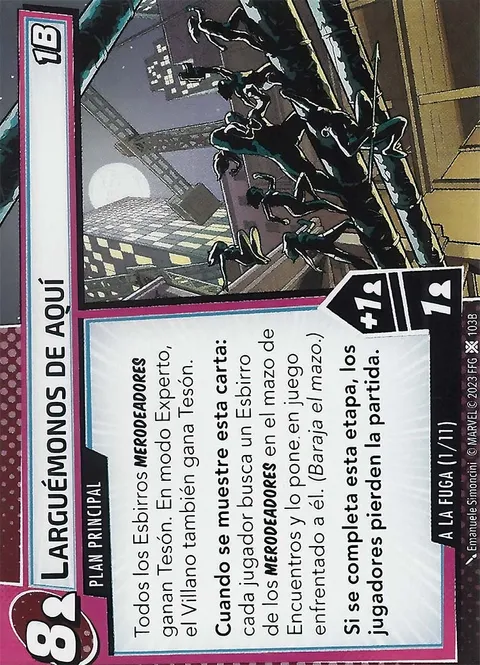 8
LARGUÉMONOS DE AQUÍ
1B
PLAN PRINCIPAL
Todos los Esbirros MERODEADORES
ganan Tesón. En modo Experto,
el Villano también gana Tesón.
Cuando se muestre esta carta:
cada jugador busca un Esbirro
de los MERODEADORES en el mazo de
Encuentros y lo pone en juego
enfrentado a él. (Baraja el mazo.)
Si se completa esta etapa, los
jugadores pierden la partida.
+1
1
A LA FUGA (1/11)
Emanuele Simoncini © MARVEL © 2023 FFG 103B